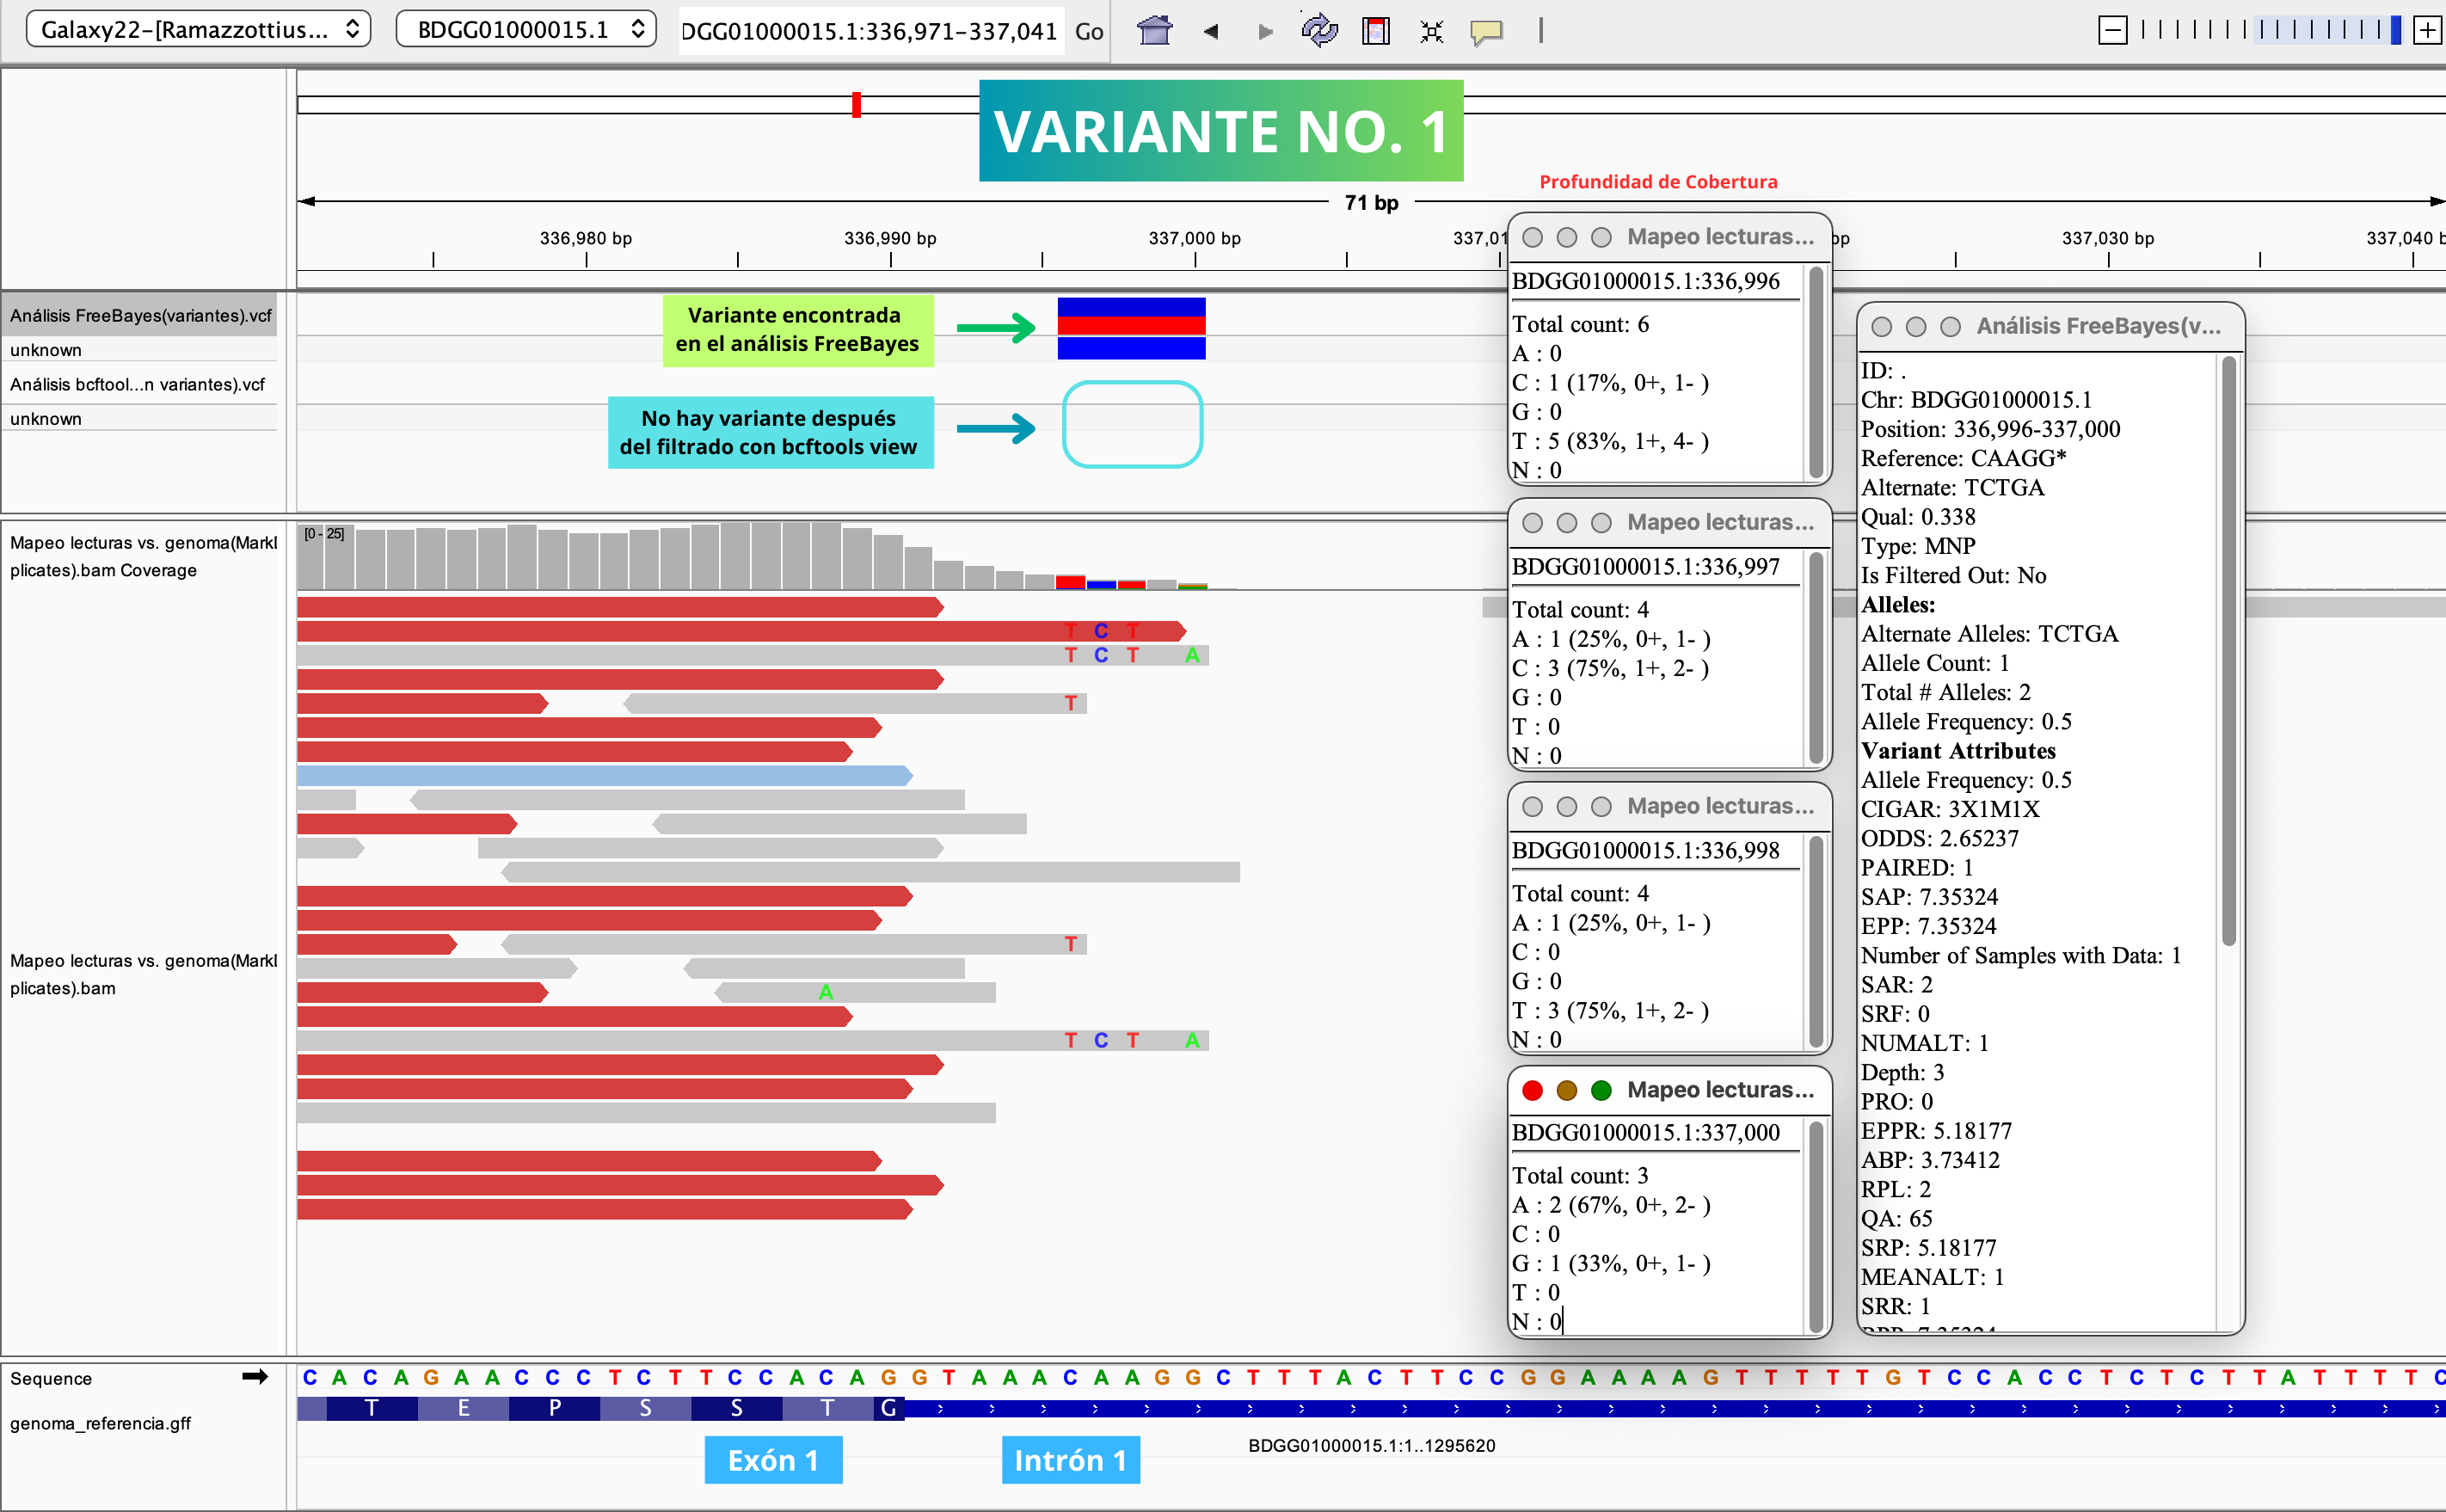 Galaxy22-[Ramazzottius...
BDGG01000015.1
DGG01000015.1:336,971-337,041
Go
VARIANTE NO. 1
Profundidad de Cobertura
71 bp
336,980 bp
336,990 bp
337,000 bp
337,01
bp
337,030 bp
337,040 b
Análisis FreeBayes(variantes).vcf
unknown
Análisis bcftool...n variantes).vcf
unknown
Variante encontrada
en el análisis FreeBayes
No hay variante después
del filtrado con bcftools view
Mapeo lecturas...
BDGG01000015.1:336,996
Total count: 6
A : 0
C : 1 (17%, 0+, 1- )
G : 0
T : 5 (83%, 1+, 4- )
N : 0
Mapeo lecturas...
BDGG01000015.1:336,997
Total count: 4
A : 1 (25%, 0+, 1- )
C : 3 (75%, 1+, 2- )
G : 0
T : 0
N : 0
Mapeo lecturas...
BDGG01000015.1:336,998
Total count: 4
A : 1 (25%, 0+, 1- )
C : 0
G : 0
T : 3 (75%, 1+, 2- )
N : 0
Mapeo lecturas...
BDGG01000015.1:337,000
Total count: 3
A : 2 (67%, 0+, 2- )
C : 0
G : 1 (33%, 0+, 1- )
T : 0
N : 0
Análisis FreeBayes(v...
ID: .
Chr: BDGG01000015.1
Position: 336,996-337,000
Reference: CAAGG*
Alternate: TCTGA
Qual: 0.338
Type: MNP
Is Filtered Out: No
Alleles:
Alternate Alleles: TCTGA
Allele Count: 1
Total # Alleles: 2
Allele Frequency: 0.5
Variant Attributes
Allele Frequency: 0.5
CIGAR: 3X1M1X
ODDS: 2.65237
PAIRED: 1
SAP: 7.35324
EPP: 7.35324
Number of Samples with Data: 1
SAR: 2
SRF: 0
NUMALT: 1
Depth: 3
PRO: 0
EPPR: 5.18177
ABP: 3.73412
RPL: 2
QA: 65
SRP: 5.18177
MEANALT: 1
SRR: 1
Mapeo lecturas vs. genoma(Mark
plicates).bam Coverage
[0 - 25]
T C T
T C T A
T
T
A
T C T A
Mapeo lecturas vs. genoma(Mark
plicates).bam
Sequence
C A C A G A A C C C T C T T C C A C A G G T A A A C A A G G C T T T A C T T C C G G A A A A G T T T T T G T C C A C C T C T C T T A T T T T C
genoma_referencia.gff
T E P S S T G
BDGG01000015.1:1..1295620
Exón 1
Intrón 1